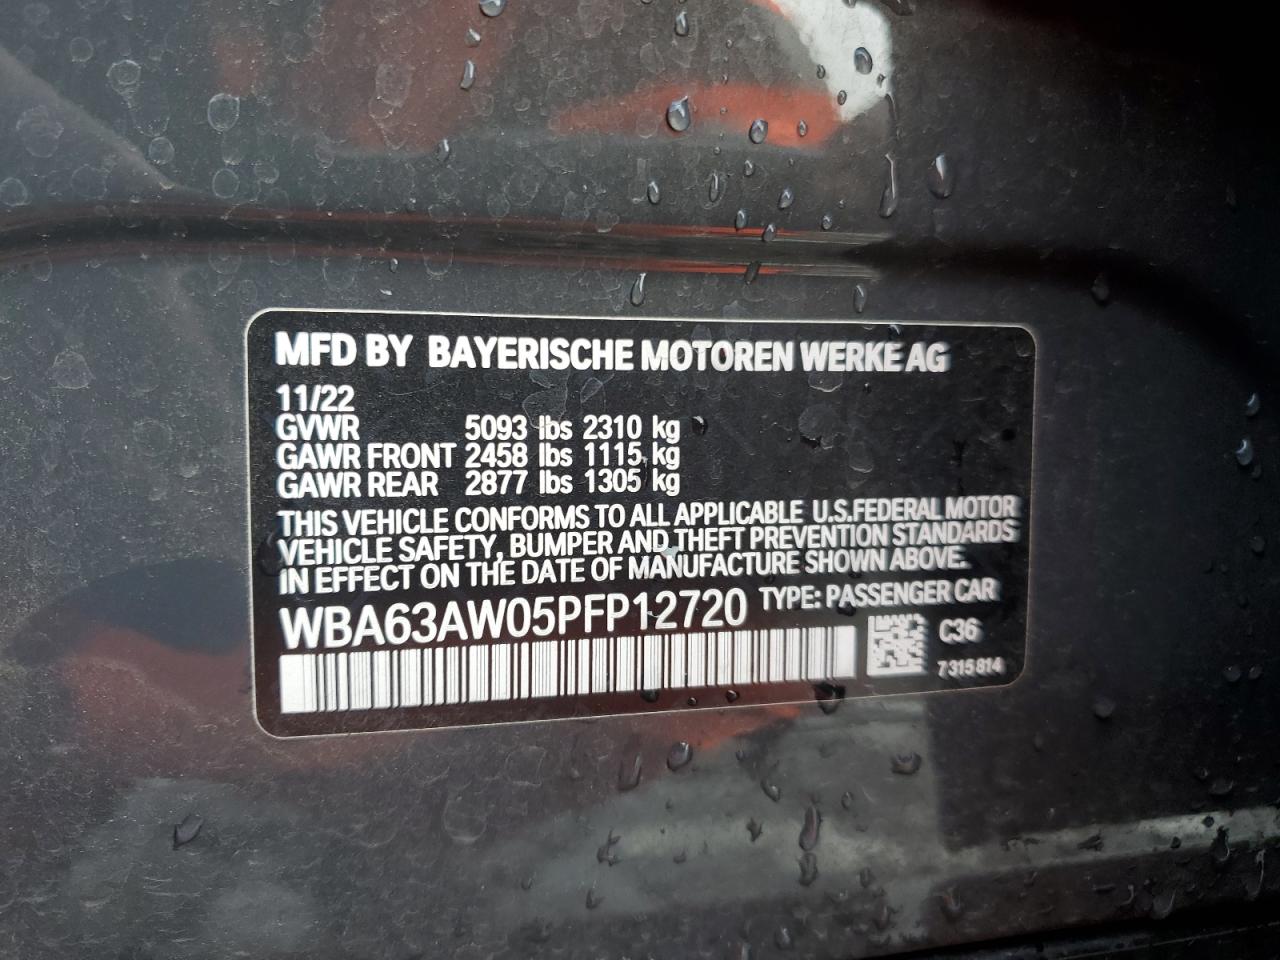 MFD BY BAYERISCHE MOTOREN WERKE AG
11/22
GVWR 5093 lbs 2310 kg
GAWR FRONT 2458 lbs 1115 kg
GAWR REAR 2877 lbs 1305 kg
THIS VEHICLE CONFORMS TO ALL APPLICABLE U.S.FEDERAL MOTOR
VEHICLE SAFETY, BUMPER AND THEFT PREVENTION STANDARDS
IN EFFECT ON THE DATE OF MANUFACTURE SHOWN ABOVE.
WBA63AW05PFP12720 TYPE: PASSENGER CAR
C36
7315814